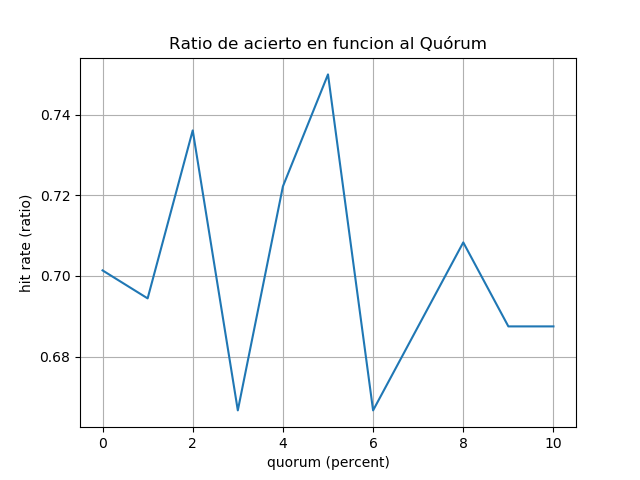 Ratio de acierto en funcion al Quórum
0.74
0.72
0.70
0.68
hit rate (ratio)
0 2 4 6 8 10
quorum (percent)